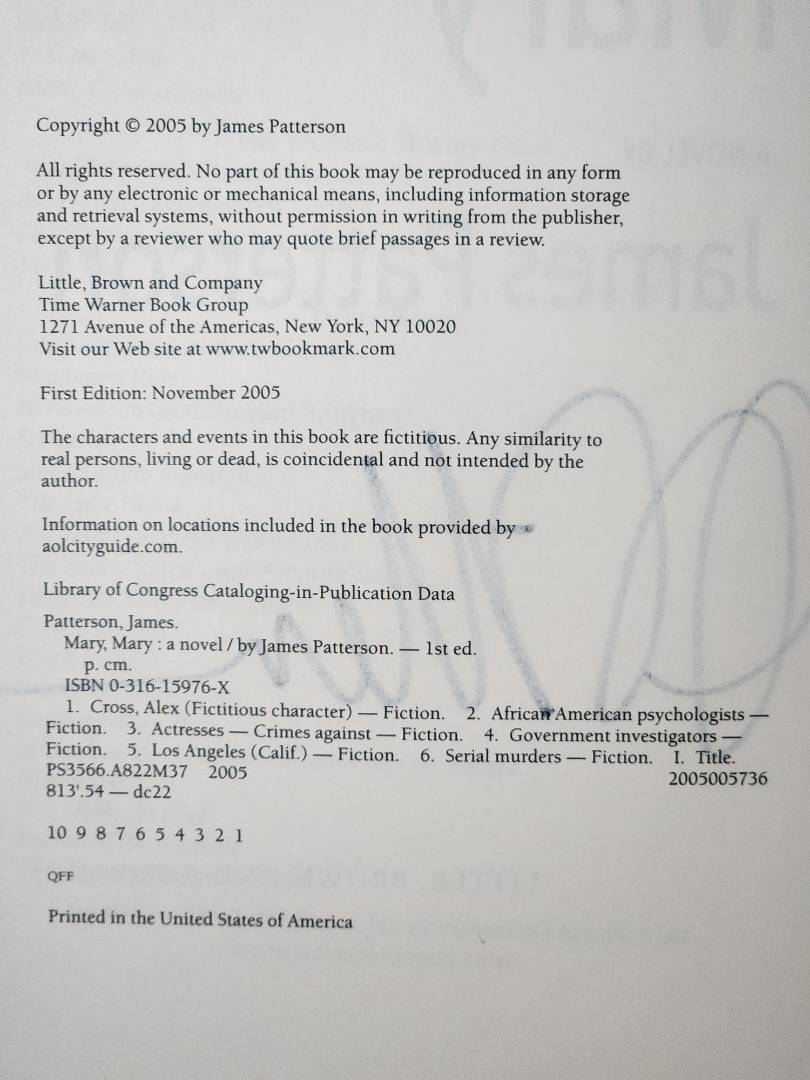 Copyright © 2005 by James Patterson
All rights reserved. No part of this book may be reproduced in any form
or by any electronic or mechanical means, including information storage
and retrieval systems, without permission in writing from the publisher,
except by a reviewer who may quote brief passages in a review.
Little, Brown and Company
Time Warner Book Group
1271 Avenue of the Americas, New York, NY 10020
Visit our Web site at www.twbookmark.com
First Edition: November 2005
The characters and events in this book are fictitious. Any similarity to
real persons, living or dead, is coincidental and not intended by the
author.
Information on locations included in the book provided by
aolcityguide.com.
Library of Congress Cataloging-in-Publication Data
Patterson, James.
Mary, Mary : a novel / by James Patterson. — 1st ed.
p. cm.
ISBN 0-316-15976-X
1. Cross, Alex (Fictitious character) — Fiction. 2. African American psychologists —
Fiction. 3. Actresses — Crimes against — Fiction. 4. Government investigators —
Fiction. 5. Los Angeles (Calif.) — Fiction. 6. Serial murders — Fiction. I. Title.
PS3566.A822M37 2005
2005005736
813'.54 — dc22
10 9 8 7 6 5 4 3 2 1
QFF
Printed in the United States of America